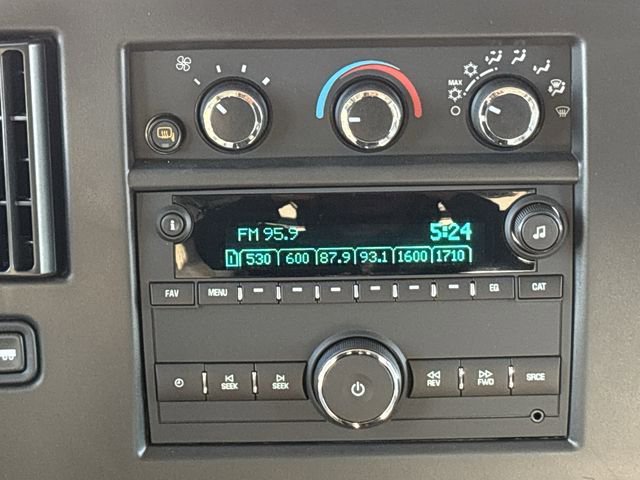 MAX
FM 95.9 5:24
1 530 600 87.9 93.1 1600 1710
FAV MENU EQ CAT
SEEK SEEK REV FWD SRCE